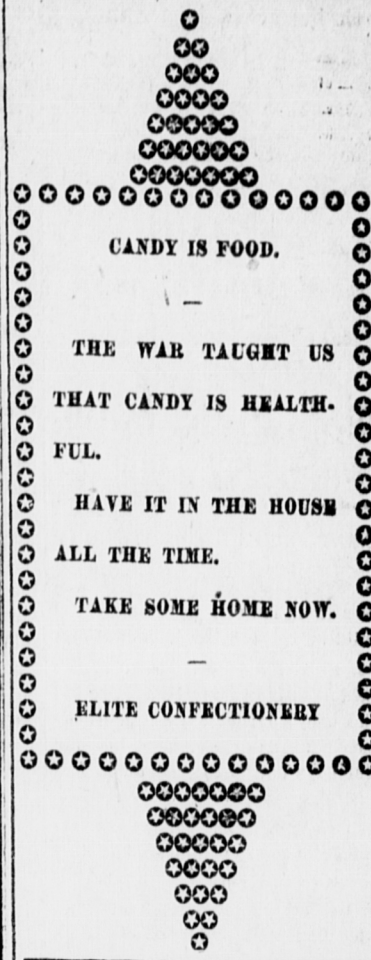 CANDY IS FOOD.
THE WAR TAUGHT US
THAT CANDY IS HEALTH-
FUL.
HAVE IT IN THE HOUSE
ALL THE TIME.
TAKE SOME HOME NOW.
ELITE CONFECTIONERY